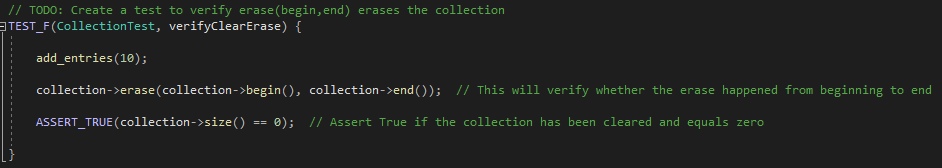 // TODO: Create a test to verify erase(begin,end) erases the collection
TEST_F(CollectionTest, verifyClearErase) {
add_entries(10);
collection->erase(collection->begin(), collection->end());  // This will verify whether the erase happened from beginning to end
ASSERT_TRUE(collection->size() == 0);  // Assert True if the collection has been cleared and equals zero
}